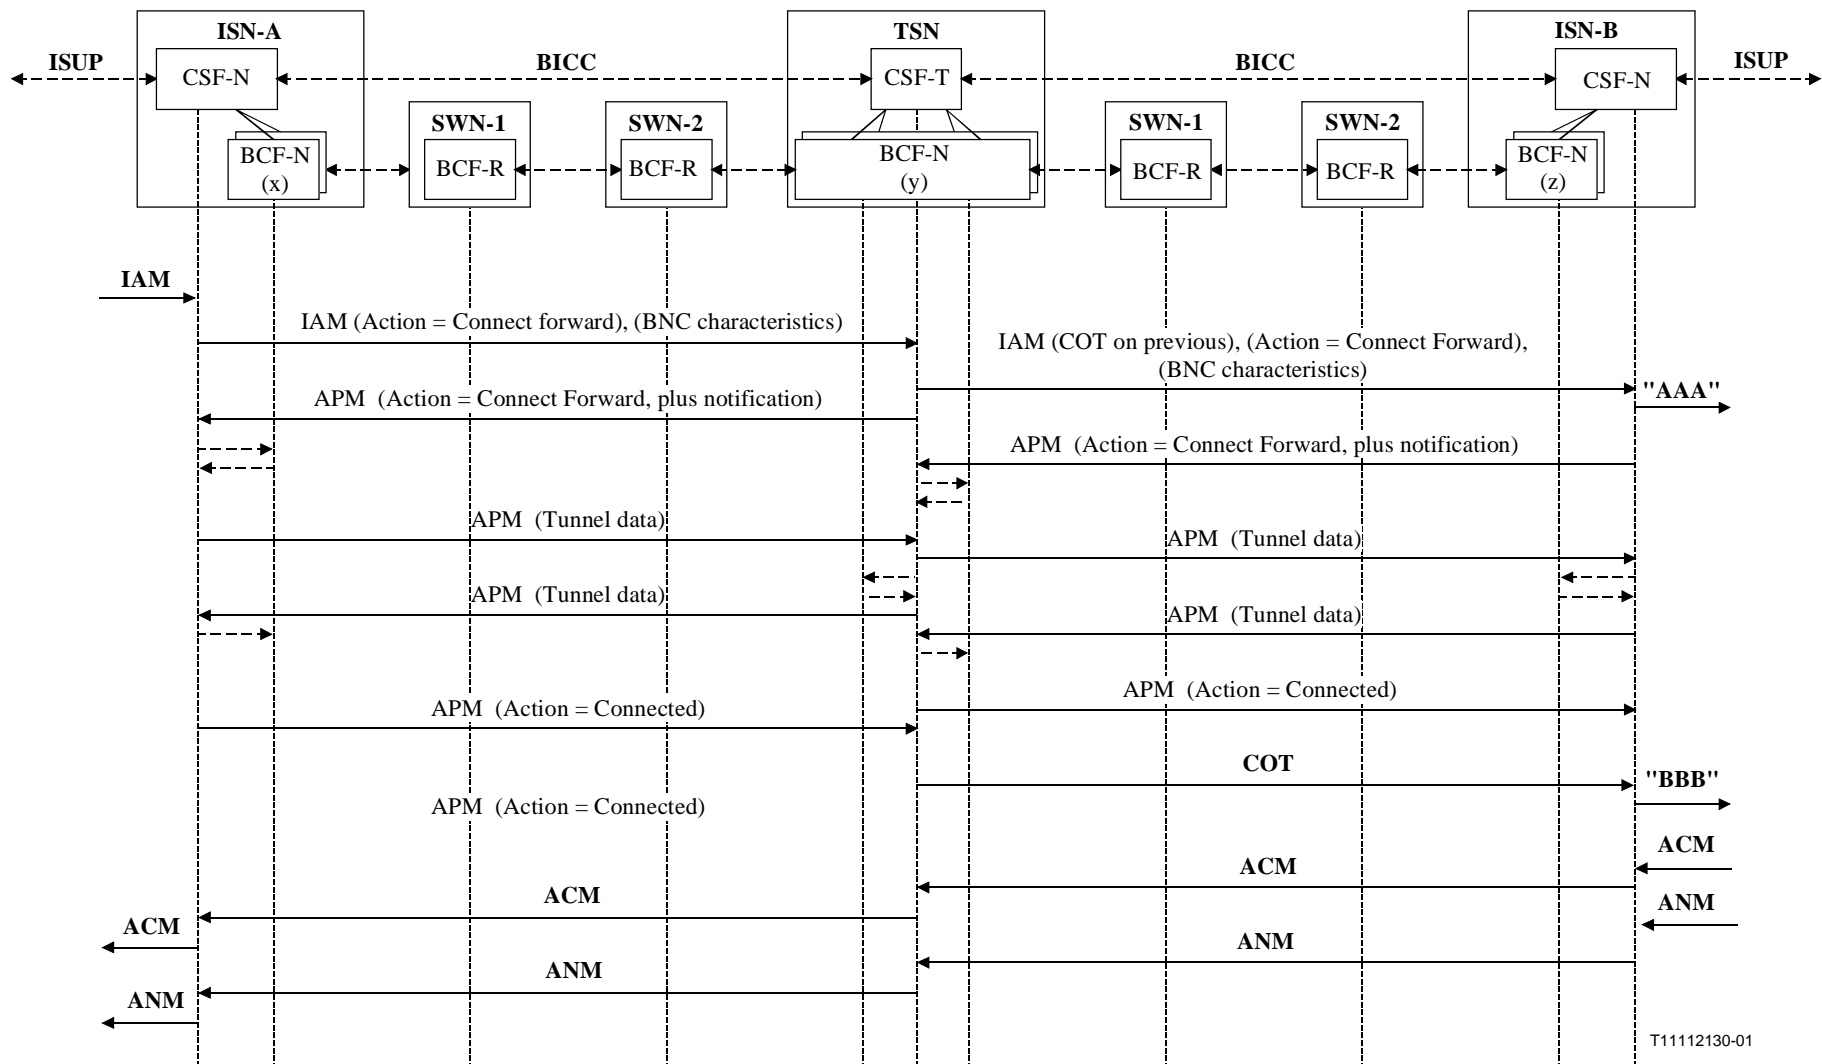 ISN-A
TSN
ISN-B
ISUP
CSF-N
BICC
CSF-T
BICC
CSF-N
ISUP
SWN-1
SWN-2
SWN-1
SWN-2
BCF-N
(x)
BCF-R
BCF-R
BCF-N
(y)
BCF-R
BCF-R
BCF-N
(z)
IAM
IAM (Action = Connect forward), (BNC characteristics)
IAM (COT on previous), (Action = Connect Forward),
(BNC characteristics)
"AAA"
APM (Action = Connect Forward, plus notification)
APM (Action = Connect Forward, plus notification)
APM (Tunnel data)
APM (Tunnel data)
APM (Tunnel data)
APM (Tunnel data)
APM (Action = Connected)
APM (Action = Connected)
COT
"BBB"
APM (Action = Connected)
ACM
ACM
ACM
ANM
ACM
ANM
ANM
ANM
T11112130-01